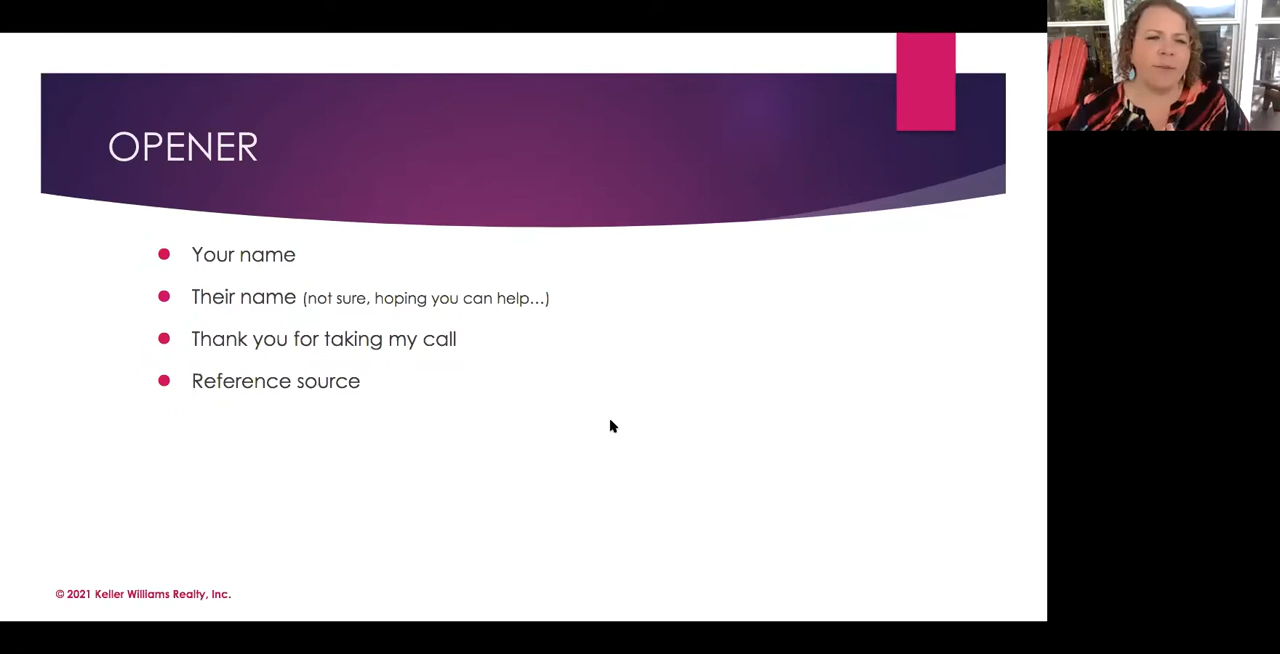 OPENER
Your name
Their name (not sure, hoping you can help…)
Thank you for taking my call
Reference source
© 2021 Keller Williams Realty, Inc.